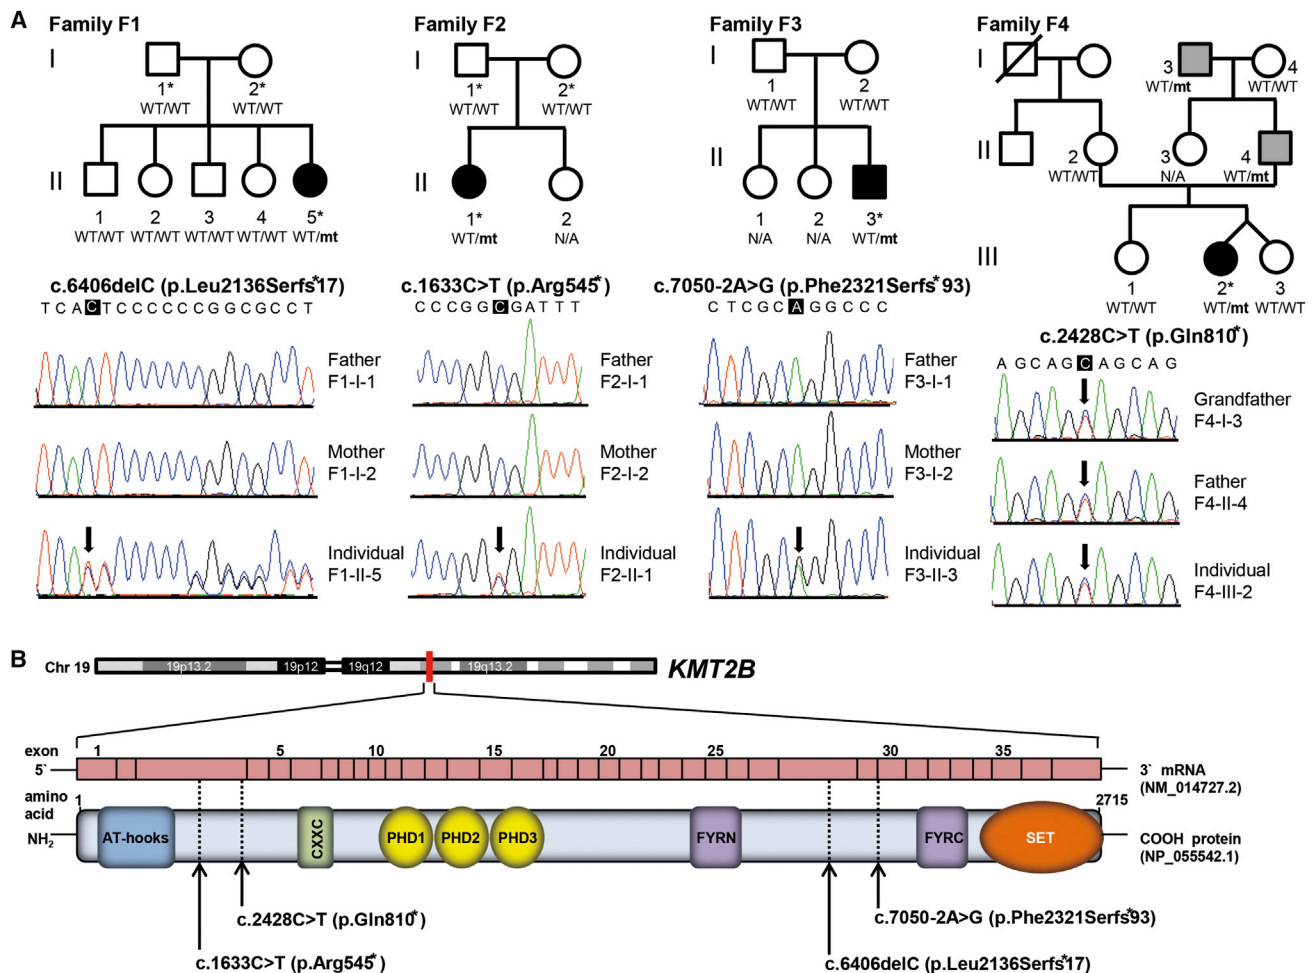 A
Family F1
Family F2
Family F3
Family F4
I
1*
2*
WT/WT
WT/WT
II
1
2
3
4
5*
WT/WT
WT/WT
WT/WT
WT/WT
WT/mt
c.6406delC (p.Leu2136Serfs*17)
T C A C T C C C C C C G G C G C C T
Father
F1-I-1
Mother
F1-I-2
Individual
F1-II-5
I
1*
2*
WT/WT
WT/WT
II
1*
2
WT/mt
N/A
c.1633C>T (p.Arg545*)
C C C G G C G A T T T
Father
F2-I-1
Mother
F2-I-2
Individual
F2-II-1
I
1
2
WT/WT
WT/WT
II
1
2
3*
N/A
N/A
WT/mt
c.7050-2A>G (p.Phe2321Serfs*93)
C T C G C A G G C C C
Father
F3-I-1
Mother
F3-I-2
Individual
F3-II-3
I
3
4
WT/mt
WT/WT
II
2
3
4
WT/WT
N/A
WT/mt
III
1
2*
3
WT/WT
WT/mt
WT/WT
c.2428C>T (p.Gln810*)
A G C A G C A G C A G
Grandfather
F4-I-3
Father
F4-II-4
Individual
F4-III-2
B
Chr 19
19p13.2
19p12
19q12
19q13.2
KMT2B
exon
1
5
10
15
20
25
30
35
5`
3` mRNA
(NM_014727.2)
amino
acid
1
2715
NH2
AT-hooks
CXXC
PHD1
PHD2
PHD3
FYRN
FYRC
SET
COOH protein
(NP_055542.1)
c.2428C>T (p.Gln810*)
c.7050-2A>G (p.Phe2321Serfs*93)
c.1633C>T (p.Arg545*)
c.6406delC (p.Leu2136Serfs*17)